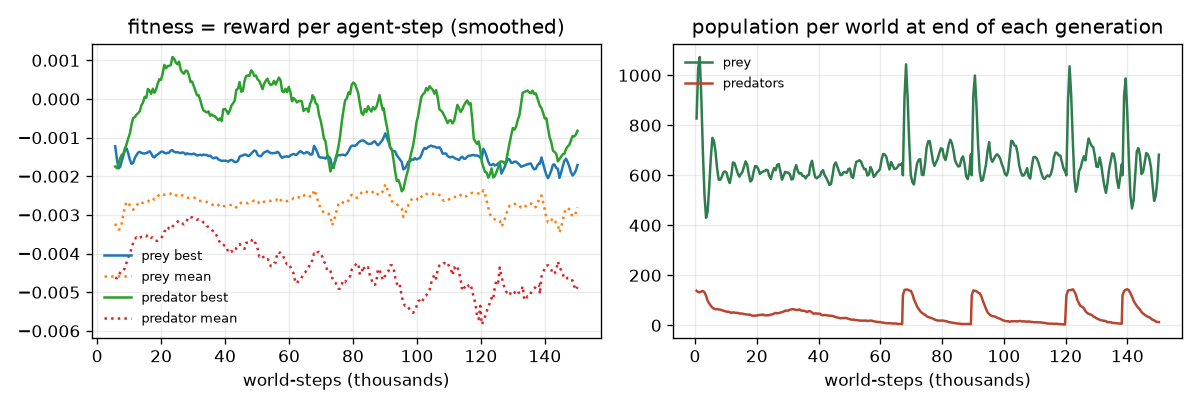 fitness = reward per agent-step (smoothed)
0.001
0.000
−0.001
−0.002
−0.003
−0.004
−0.005
−0.006
prey best
prey mean
predator best
predator mean
0 20 40 60 80 100 120 140
world-steps (thousands)
population per world at end of each generation
1000
800
600
400
200
0
prey
predators
0 20 40 60 80 100 120 140
world-steps (thousands)